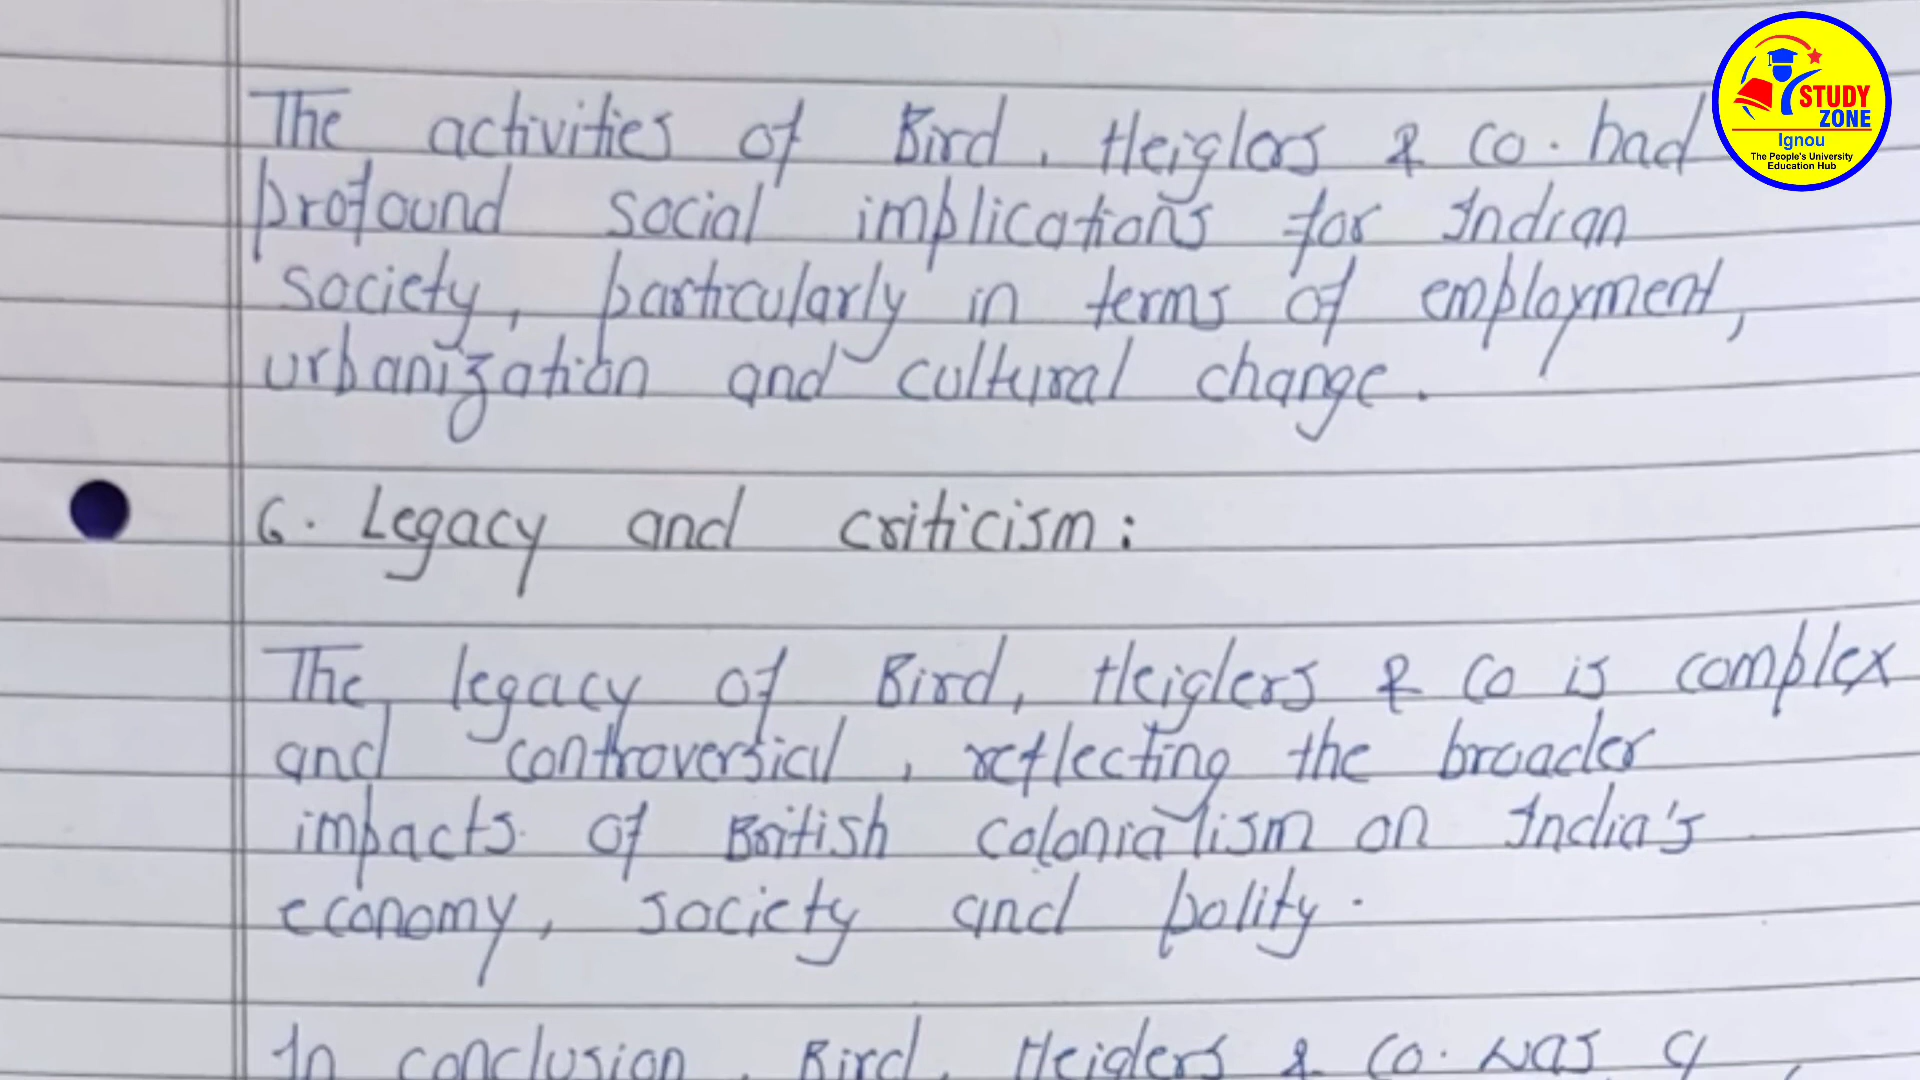 The activities of Bird, Heiglers & Co. had
profound social implications for Indian
society, particularly in terms of employment,
urbanization and cultural change.
6. Legacy and criticism:
The legacy of Bird, Heiglers & Co is complex
and controversial, reflecting the broader
impacts of British colonialism on India's
economy, society and polity.
In conclusion, Bird, Heiglers & Co. was a
STUDY
ZONE
Ignou
The People's University
Education Hub